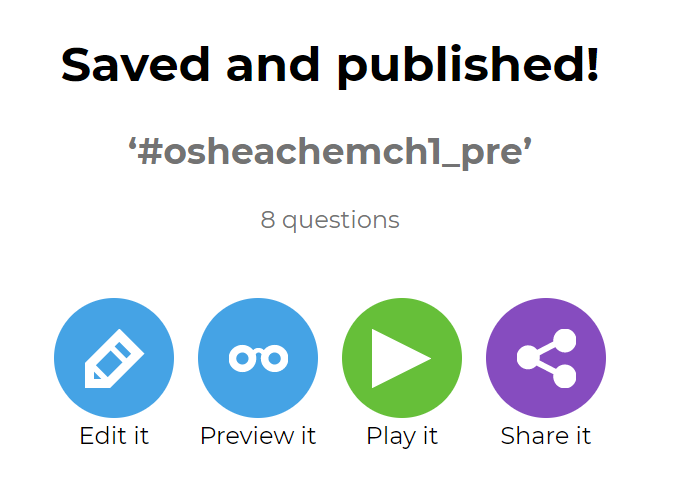 Saved and published!
‘#osheachemch1_pre’
8 questions
Edit it
Preview it
Play it
Share it